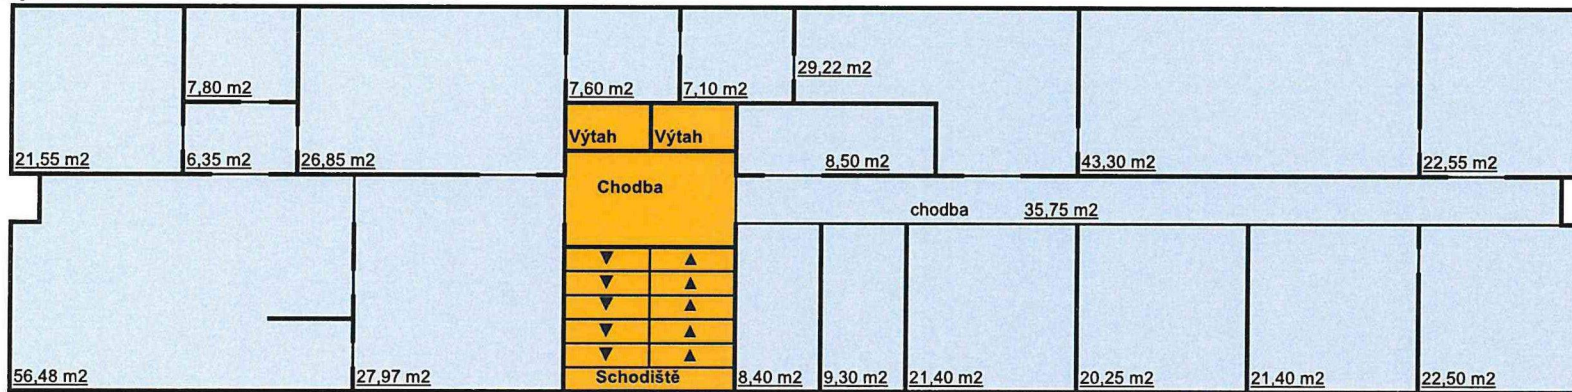 29,22 m2
7,80 m2
7,60 m2
7,10 m2
Výtah
Výtah
21,55 m2
6,35 m2
26,85 m2
8,50 m2
43,30 m2
22,55 m2
Chodba
chodba
35,75 m2
56,48 m2
27,97 m2
Schodiště
8,40 m2
9,30 m2
21,40 m2
20,25 m2
21,40 m2
22,50 m2